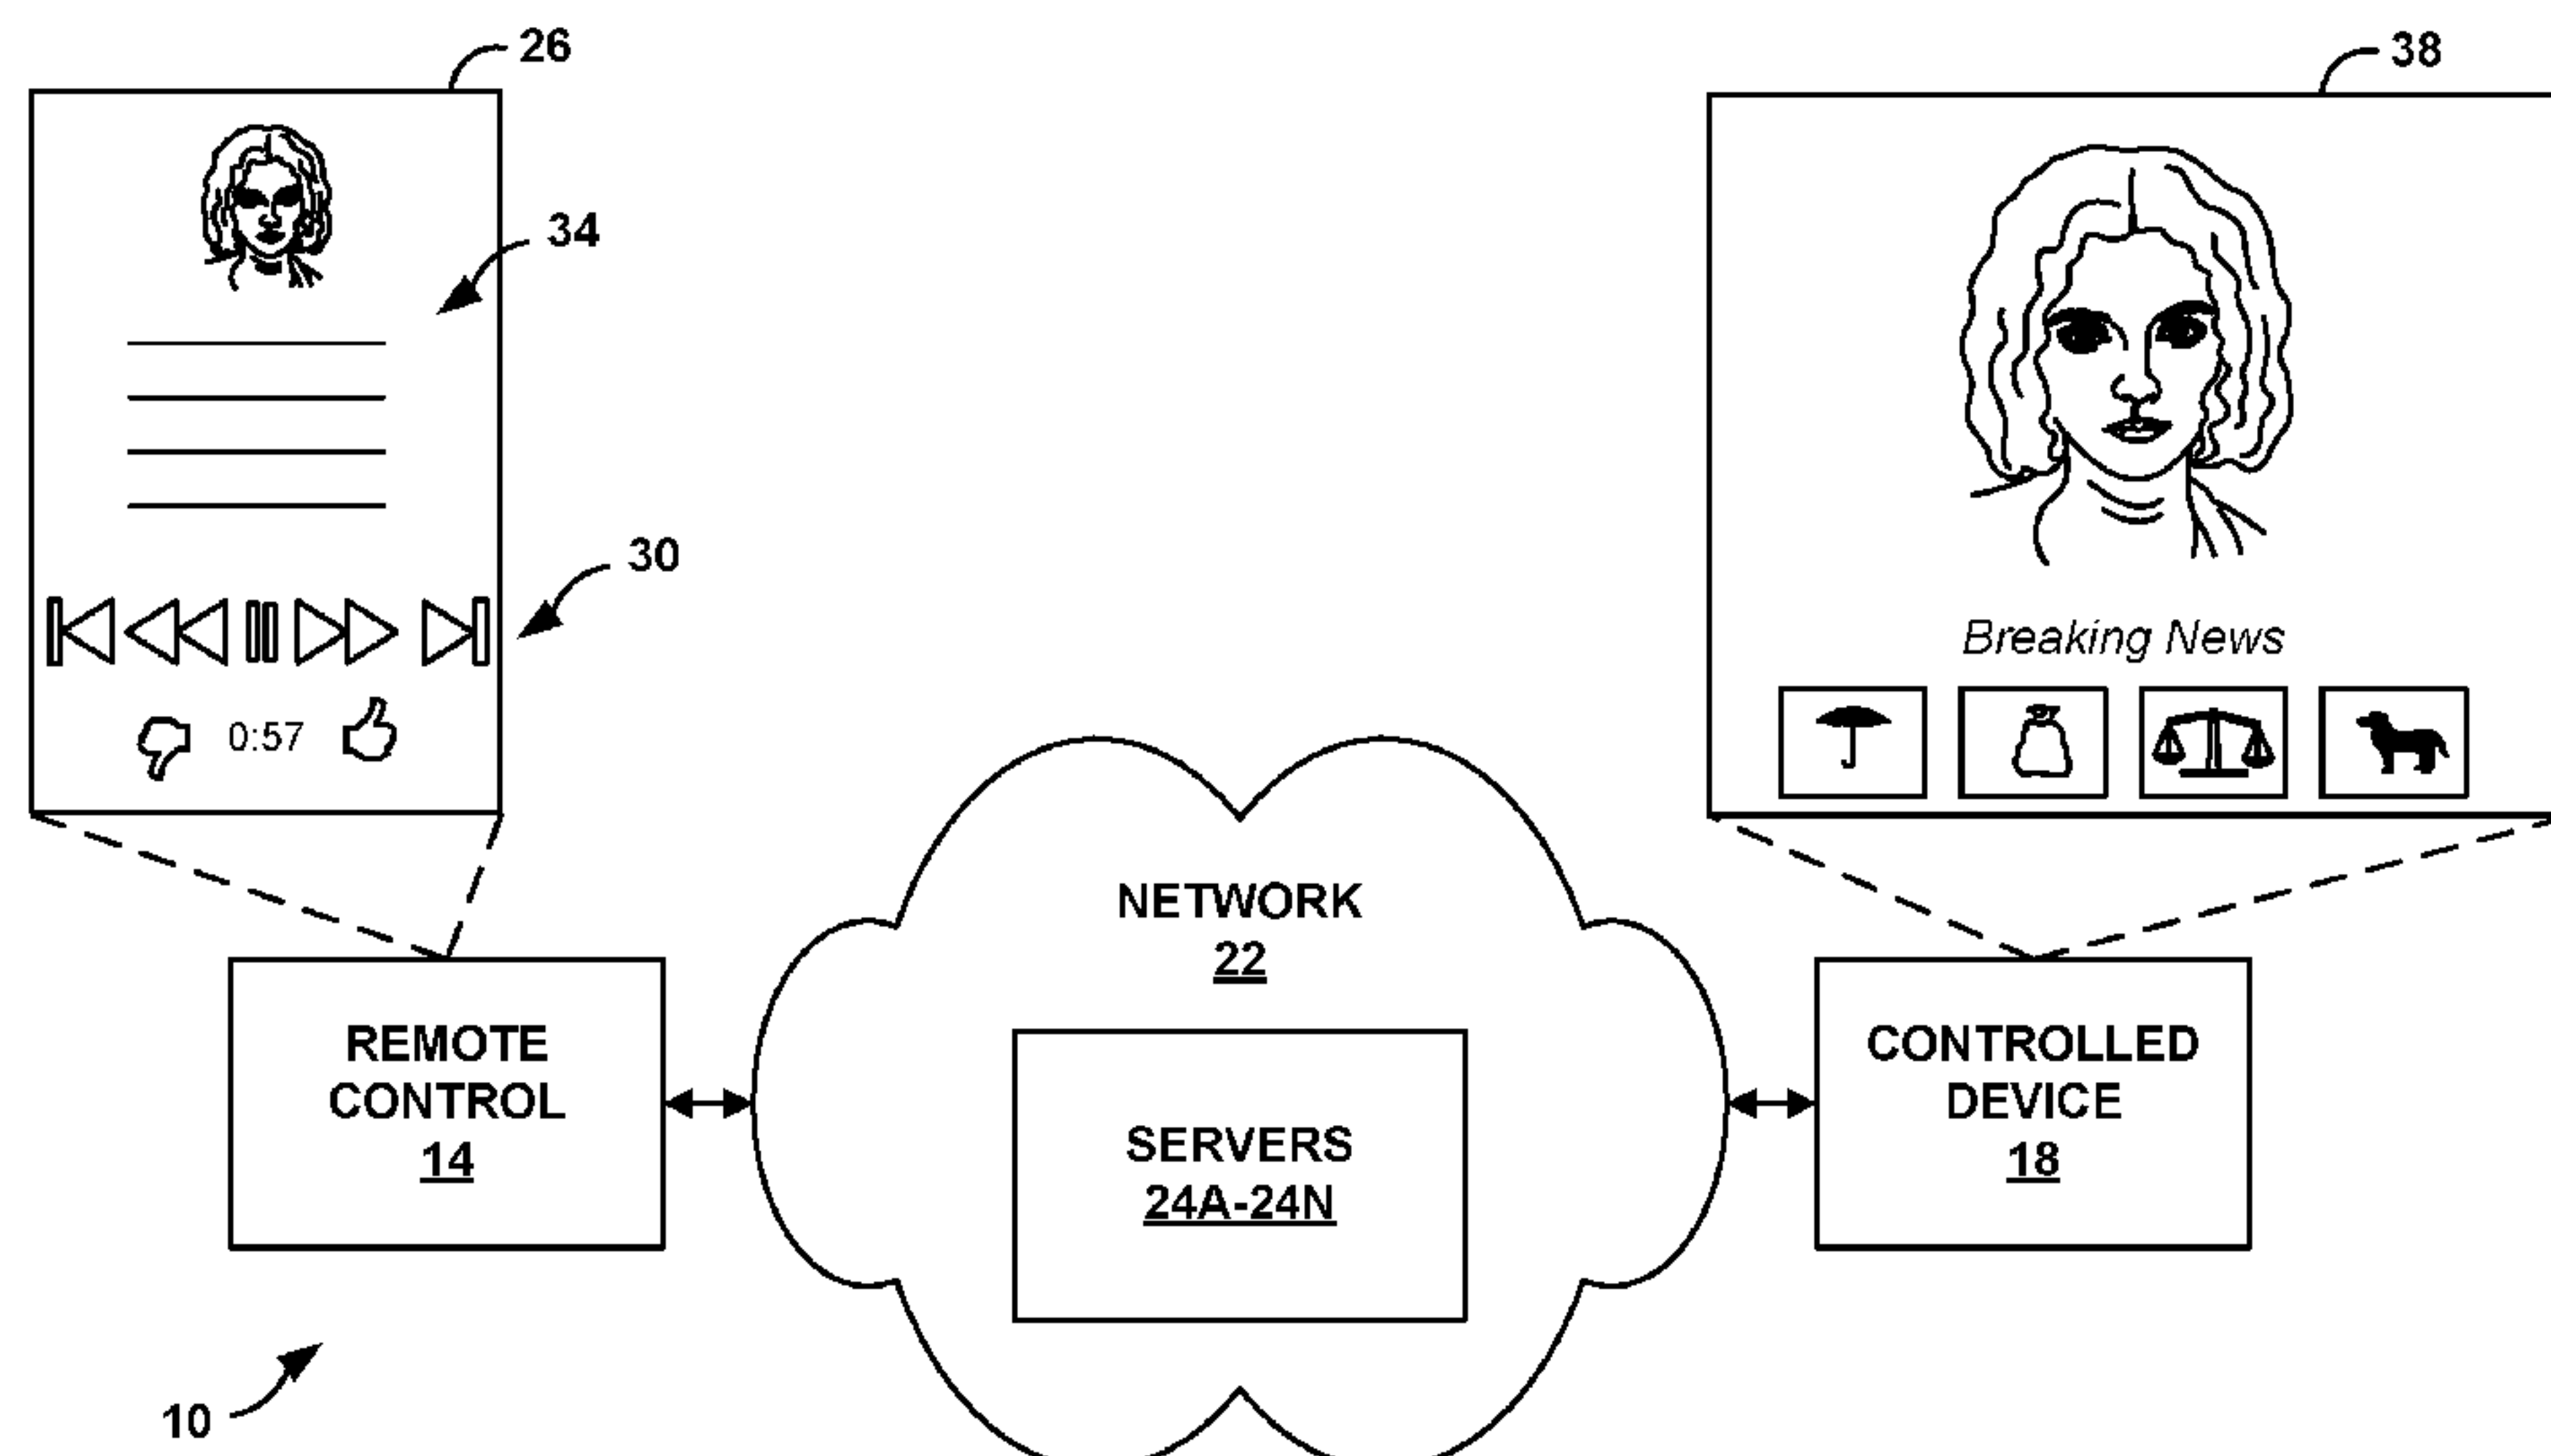 26
38
34
30
0:57
Breaking News
NETWORK
22
REMOTE
CONTROL
14
SERVERS
24A-24N
CONTROLLED
DEVICE
18
10